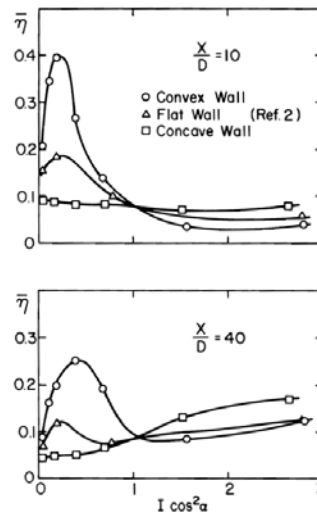 η̄
X/D =10
0.4
○ Convex Wall
0.3
△ Flat Wall (Ref. 2)
□ Concave Wall
0.2
0.1
0
η̄
X/D =40
0.3
0.2
0.1
0
0 1 2 3
I cos²α